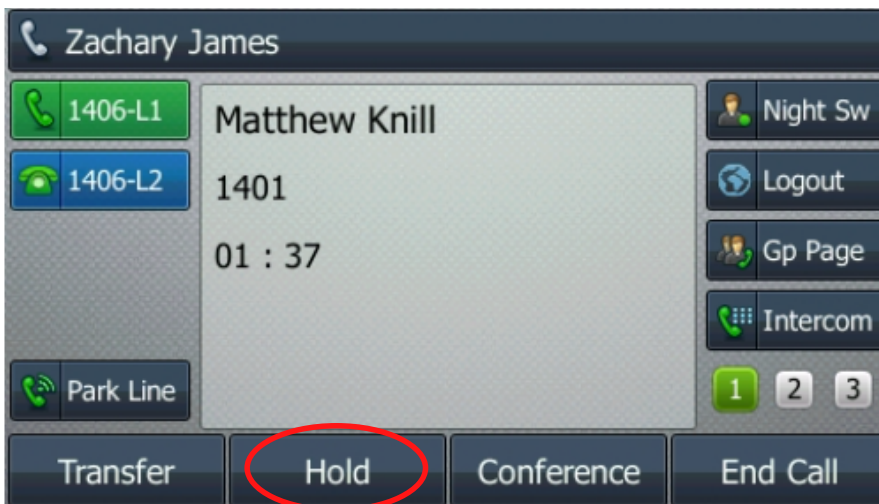 Zachary James
1406-L1
Matthew Knill
Night Sw
1406-L2
1401
Logout
01 : 37
Gp Page
Intercom
Park Line
1 2 3
Transfer Hold Conference End Call